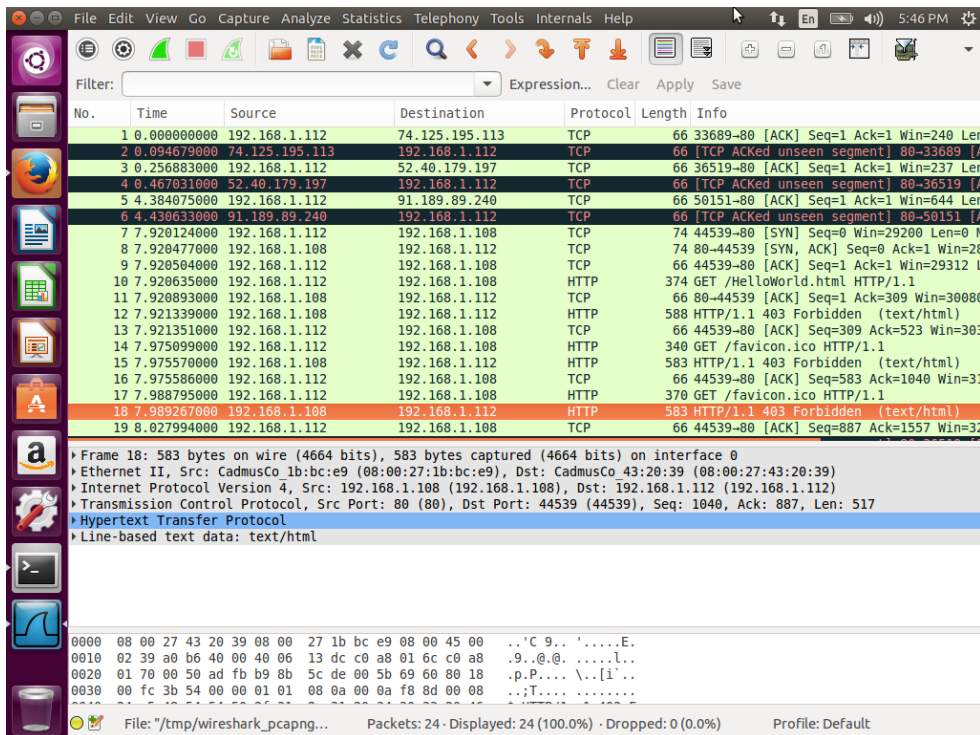 File Edit View Go Capture Analyze Statistics Telephony Tools Internals Help En 5:46 PM
Filter: Expression... Clear Apply Save
No. Time Source Destination Protocol Length Info
1 0.000000000 192.168.1.112 74.125.195.113 TCP 66 33689→80 [ACK] Seq=1 Ack=1 Win=240 Len
2 0.094679000 74.125.195.113 192.168.1.112 TCP 66 [TCP ACKed unseen segment] 80→33689 [A
3 0.256883000 192.168.1.112 52.40.179.197 TCP 66 36519→80 [ACK] Seq=1 Ack=1 Win=237 Len
4 0.467031000 52.40.179.197 192.168.1.112 TCP 66 [TCP ACKed unseen segment] 80→36519 [A
5 4.384075000 192.168.1.112 91.189.89.240 TCP 66 50151→80 [ACK] Seq=1 Ack=1 Win=644 Len
6 4.430633000 91.189.89.240 192.168.1.112 TCP 66 [TCP ACKed unseen segment] 80→50151 [A
7 7.920124000 192.168.1.112 192.168.1.108 TCP 74 44539→80 [SYN] Seq=0 Win=29200 Len=0 M
8 7.920477000 192.168.1.108 192.168.1.112 TCP 74 80→44539 [SYN, ACK] Seq=0 Ack=1 Win=28
9 7.920504000 192.168.1.112 192.168.1.108 TCP 66 44539→80 [ACK] Seq=1 Ack=1 Win=29312 L
10 7.920635000 192.168.1.112 192.168.1.108 HTTP 374 GET /HelloWorld.html HTTP/1.1
11 7.920893000 192.168.1.108 192.168.1.112 TCP 66 80→44539 [ACK] Seq=1 Ack=309 Win=30080
12 7.921339000 192.168.1.108 192.168.1.112 HTTP 588 HTTP/1.1 403 Forbidden (text/html)
13 7.921351000 192.168.1.112 192.168.1.108 TCP 66 44539→80 [ACK] Seq=309 Ack=523 Win=303
14 7.975099000 192.168.1.112 192.168.1.108 HTTP 340 GET /favicon.ico HTTP/1.1
15 7.975570000 192.168.1.108 192.168.1.112 HTTP 583 HTTP/1.1 403 Forbidden (text/html)
16 7.975586000 192.168.1.112 192.168.1.108 TCP 66 44539→80 [ACK] Seq=583 Ack=1040 Win=31
17 7.988795000 192.168.1.112 192.168.1.108 HTTP 370 GET /favicon.ico HTTP/1.1
18 7.989267000 192.168.1.108 192.168.1.112 HTTP 583 HTTP/1.1 403 Forbidden (text/html)
19 8.027994000 192.168.1.112 192.168.1.108 TCP 66 44539→80 [ACK] Seq=887 Ack=1557 Win=32
Frame 18: 583 bytes on wire (4664 bits), 583 bytes captured (4664 bits) on interface 0
Ethernet II, Src: CadmusCo_1b:bc:e9 (08:00:27:1b:bc:e9), Dst: CadmusCo_43:20:39 (08:00:27:43:20:39)
Internet Protocol Version 4, Src: 192.168.1.108 (192.168.1.108), Dst: 192.168.1.112 (192.168.1.112)
Transmission Control Protocol, Src Port: 80 (80), Dst Port: 44539 (44539), Seq: 1040, Ack: 887, Len: 517
Hypertext Transfer Protocol
Line-based text data: text/html
0000 08 00 27 43 20 39 08 00 27 1b bc e9 08 00 45 00 ..'C 9.. '.....E.
0010 02 39 a0 b6 40 00 40 06 13 dc c0 a8 01 6c c0 a8 .9..@.@. .....l..
0020 01 70 00 50 ad fb b9 8b 5c de 00 5b 69 60 80 18 .p.P.... \..[i`..
0030 00 fc 3b 54 00 00 01 01 08 0a 00 0a f8 8d 00 08 ..;T.... ........
File: "/tmp/wireshark_pcapng... Packets: 24 · Displayed: 24 (100.0%) · Dropped: 0 (0.0%) Profile: Default